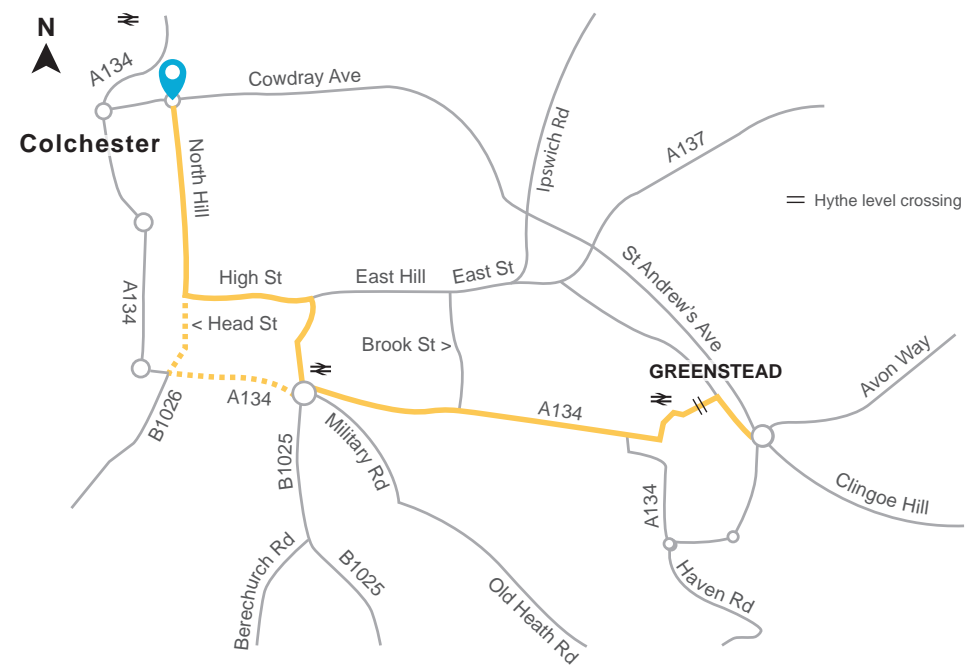 N
A134
Cowdray Ave
Colchester
North Hill
Ipswich Rd
A137
Hythe level crossing
High St
East Hill
East St
St Andrew's Ave
A134
< Head St
Brook St >
GREENSTEAD
Avon Way
B1026
A134
A134
B1025
Military Rd
A134
Clingoe Hill
Berechurch Rd
B1025
Old Heath Rd
Haven Rd